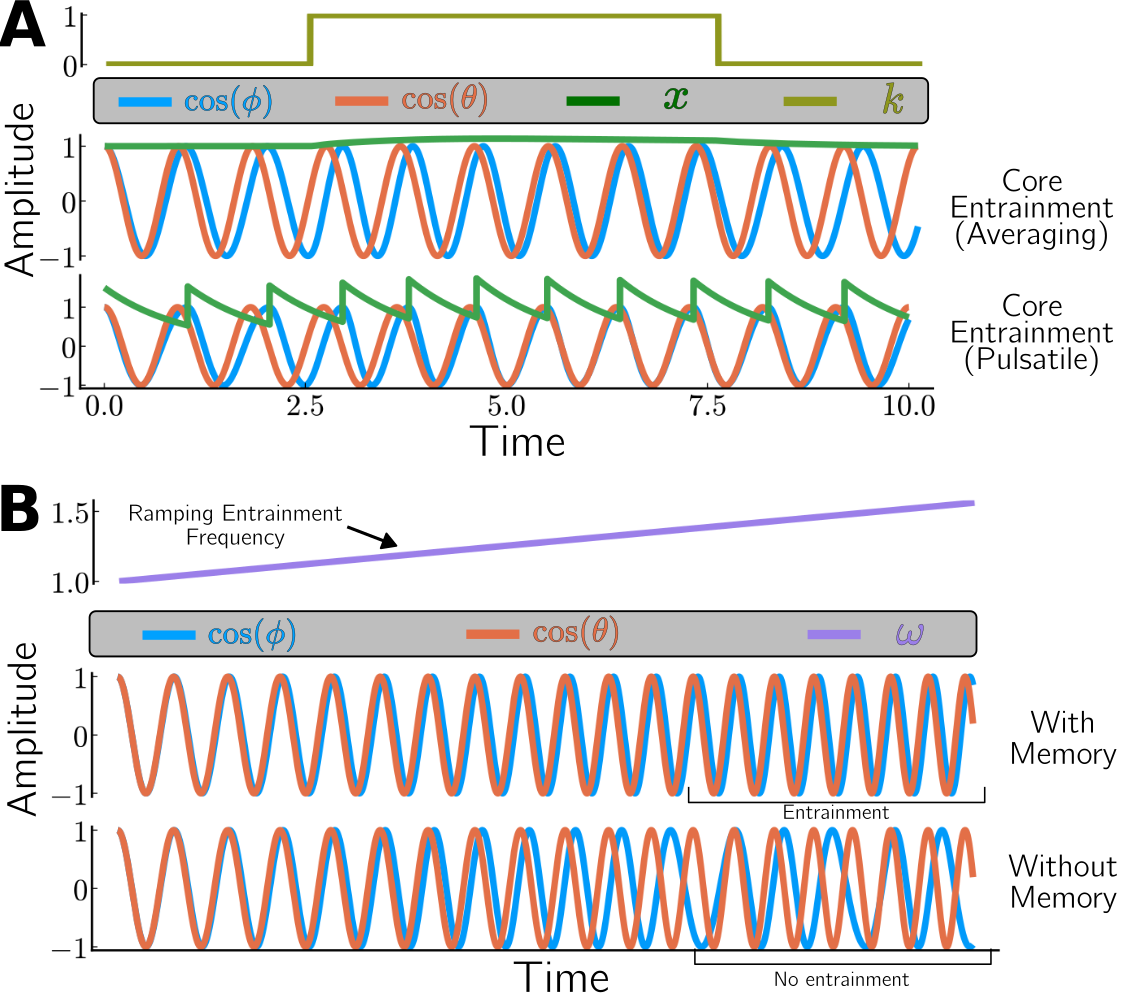 A
1
0
cos(ϕ) cos(θ) x k
Amplitude
1
0
−1
Core
Entrainment
(Averaging)
1
0
−1
Core
Entrainment
(Pulsatile)
0.0 2.5 5.0 7.5 10.0
Time
B
1.5
1.0
Ramping Entrainment
Frequency
cos(ϕ) cos(θ) ω
Amplitude
1
0
−1
With
Memory
Entrainment
1
0
−1
Without
Memory
Time
No entrainment